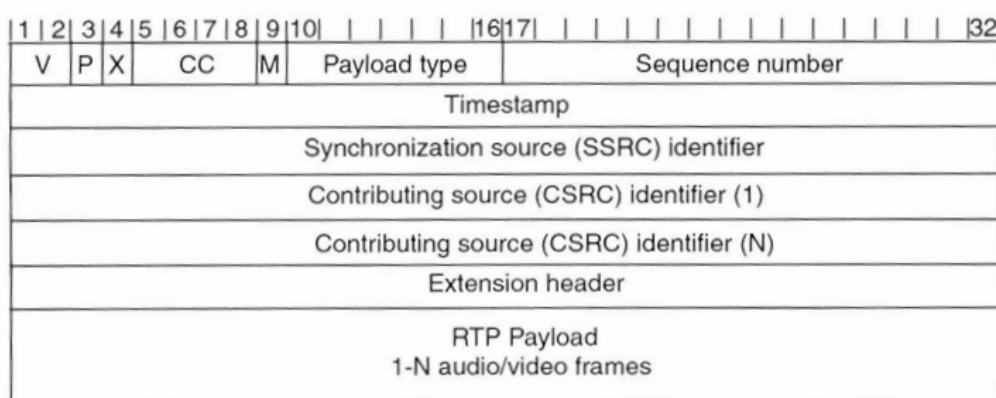 |1|2|3|4|5|6|7|8|9|10| | | | | |16|17| | | | | | | | | | | | | | |32
V P X CC M Payload type Sequence number
Timestamp
Synchronization source (SSRC) identifier
Contributing source (CSRC) identifier (1)
Contributing source (CSRC) identifier (N)
Extension header
RTP Payload
1-N audio/video frames